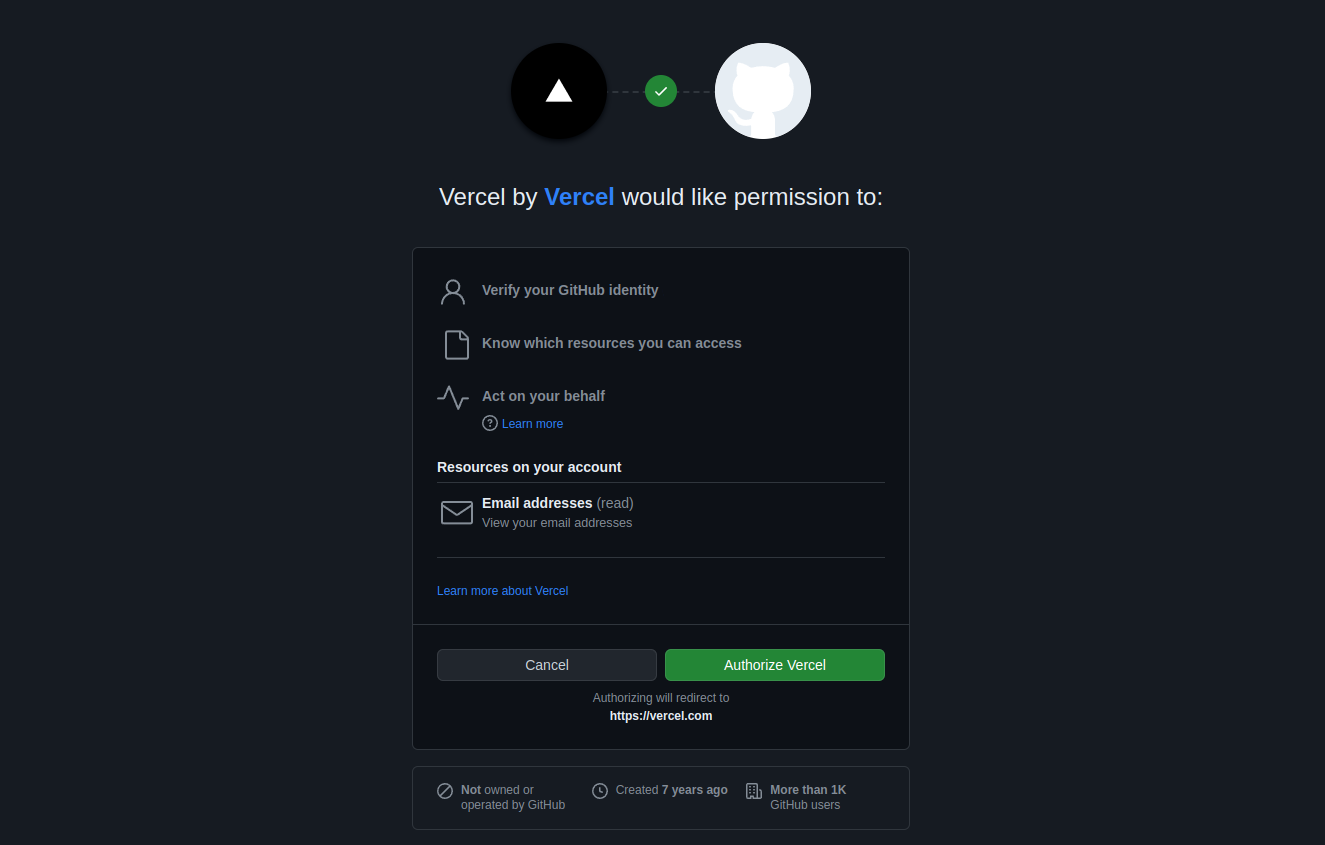 Vercel by Vercel would like permission to:
Verify your GitHub identity
Know which resources you can access
Act on your behalf
Learn more
Resources on your account
Email addresses (read)
View your email addresses
Learn more about Vercel
Cancel
Authorize Vercel
Authorizing will redirect to
https://vercel.com
Not owned or
operated by GitHub
Created 7 years ago
More than 1K
GitHub users